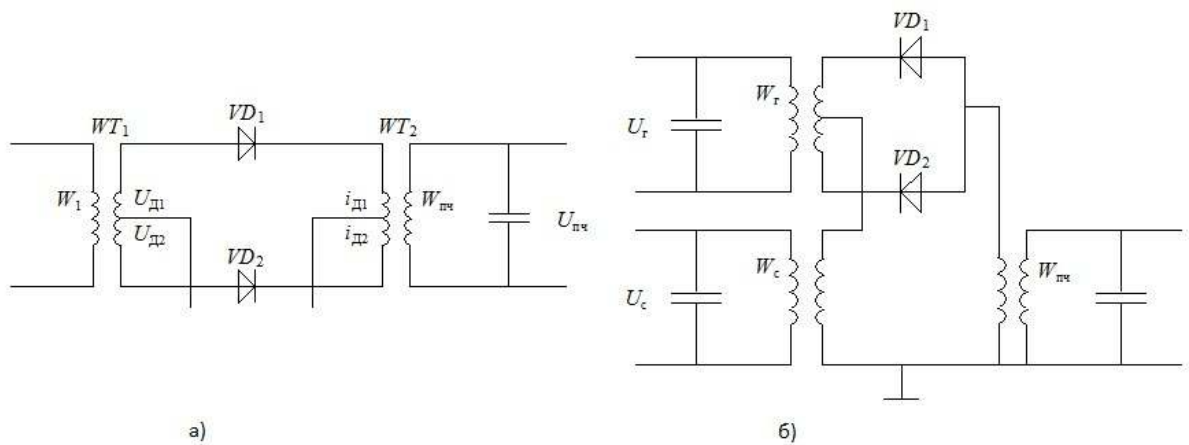 WT1
VD1
WT2
W1
UД1
UД2
iД1
iД2
Wпч
Uпч
VD2
а)
VD1
Wг
Uг
VD2
Wс
Uс
Wпч
б)